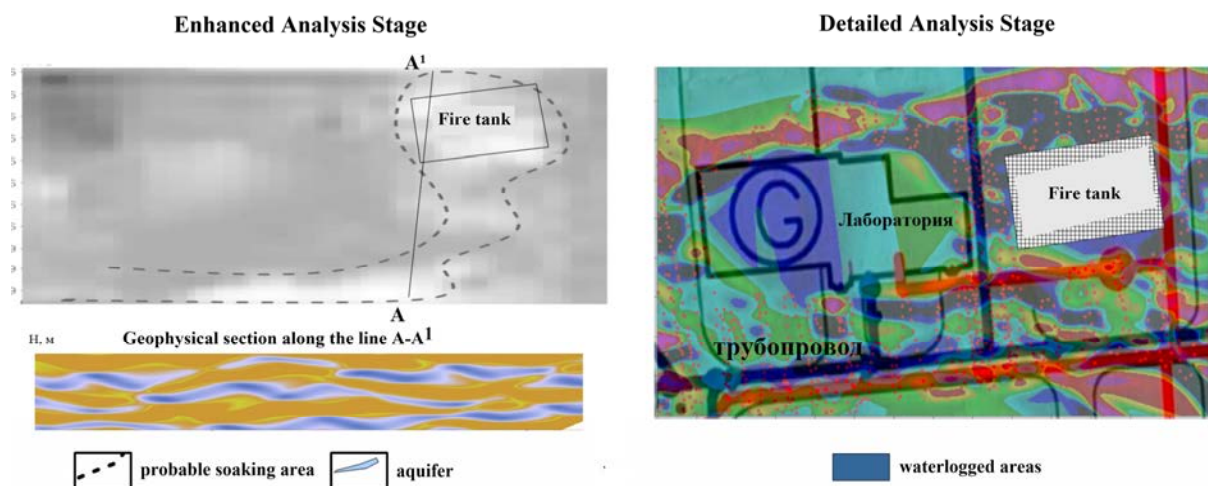 Enhanced Analysis Stage
A¹
Fire tank
A
Н, м
Geophysical section along the line A-A¹
probable soaking area
aquifer
Detailed Analysis Stage
Fire tank
G
Лаборатория
трубопровод
waterlogged areas